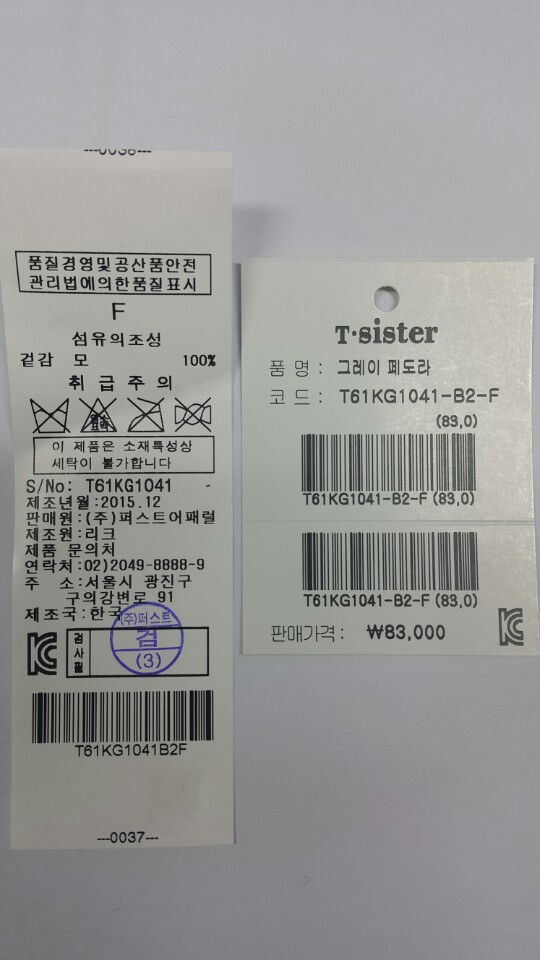 ---0036---
품질경영및공산품안전
관리법에의한품질표시
F
섬유의조성
겉감 모 100%
취급주의
이 제품은 소재특성상
세탁이 불가합니다
S/No: T61KG1041
제조년월:2015.12
판매원:(주)퍼스트어패럴
제조원:리크
제품 문의처
연락처:02)2049-8888-9
주 소:서울시 광진구
구의강변로 91
제조국:한국
(주)퍼스트
검
(3)
검사필
T61KG1041B2F
---0037---
T·sister
품 명 : 그레이 페도라
코 드 : T61KG1041-B2-F
(83,0)
T61KG1041-B2-F (83,0)
T61KG1041-B2-F (83,0)
판매가격: ₩83,000